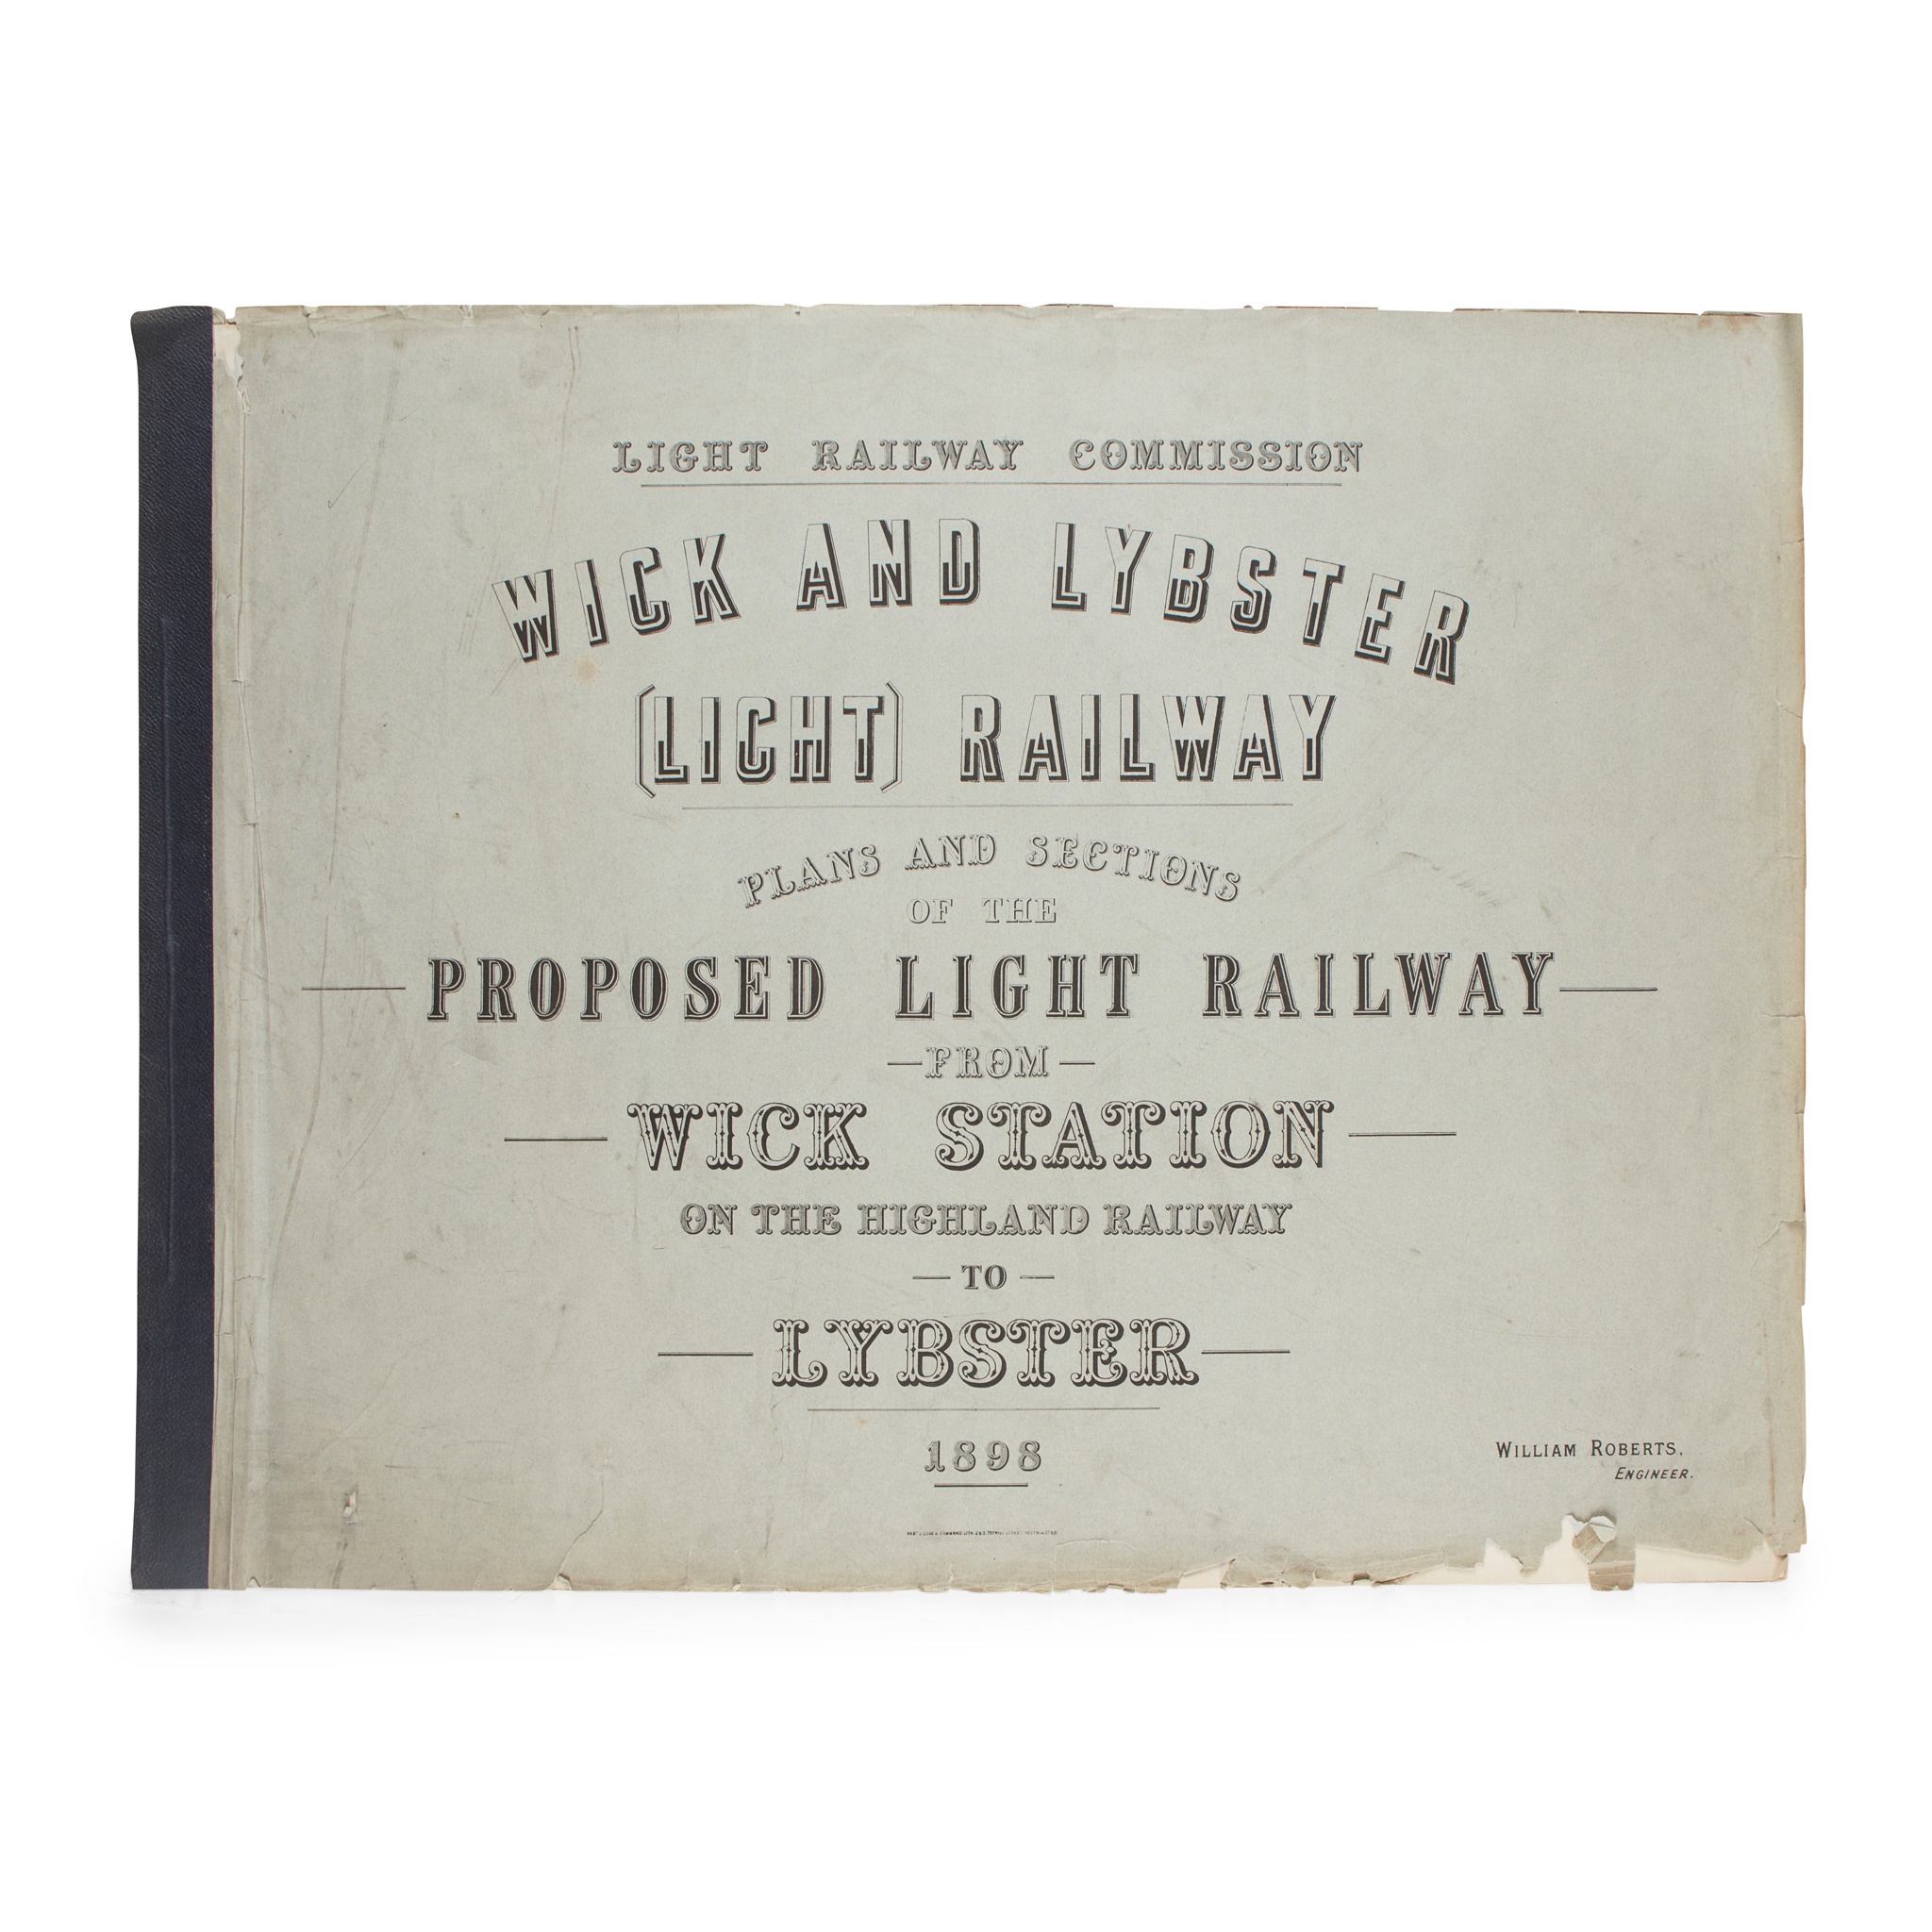 LIGHT RAILWAY COMMISSION
WICK AND LYBSTER
(LIGHT) RAILWAY
PLANS AND SECTIONS
OF THE
PROPOSED LIGHT RAILWAY
FROM
WICK STATION
ON THE HIGHLAND RAILWAY
TO
LYBSTER
1898
WILLIAM ROBERTS,
ENGINEER.